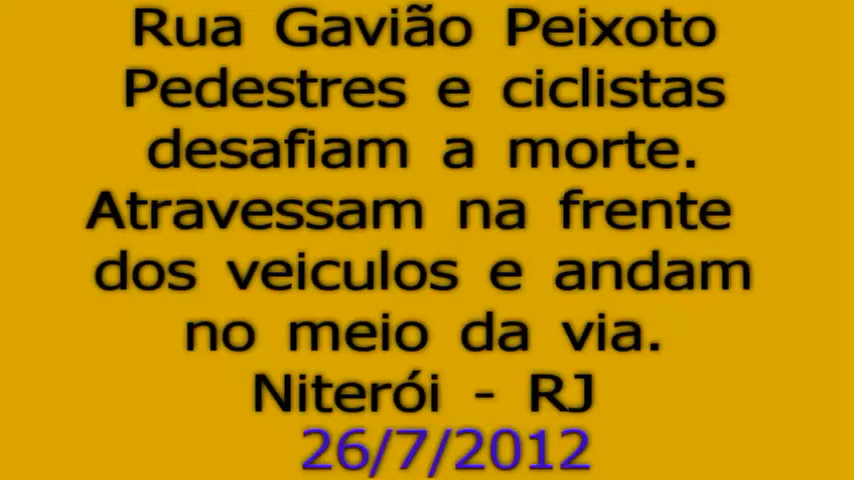 Rua Gavião Peixoto
Pedestres e ciclistas
desafiam a morte.
Atravessam na frente
dos veiculos e andam
no meio da via.
Niterói - RJ
26/7/2012